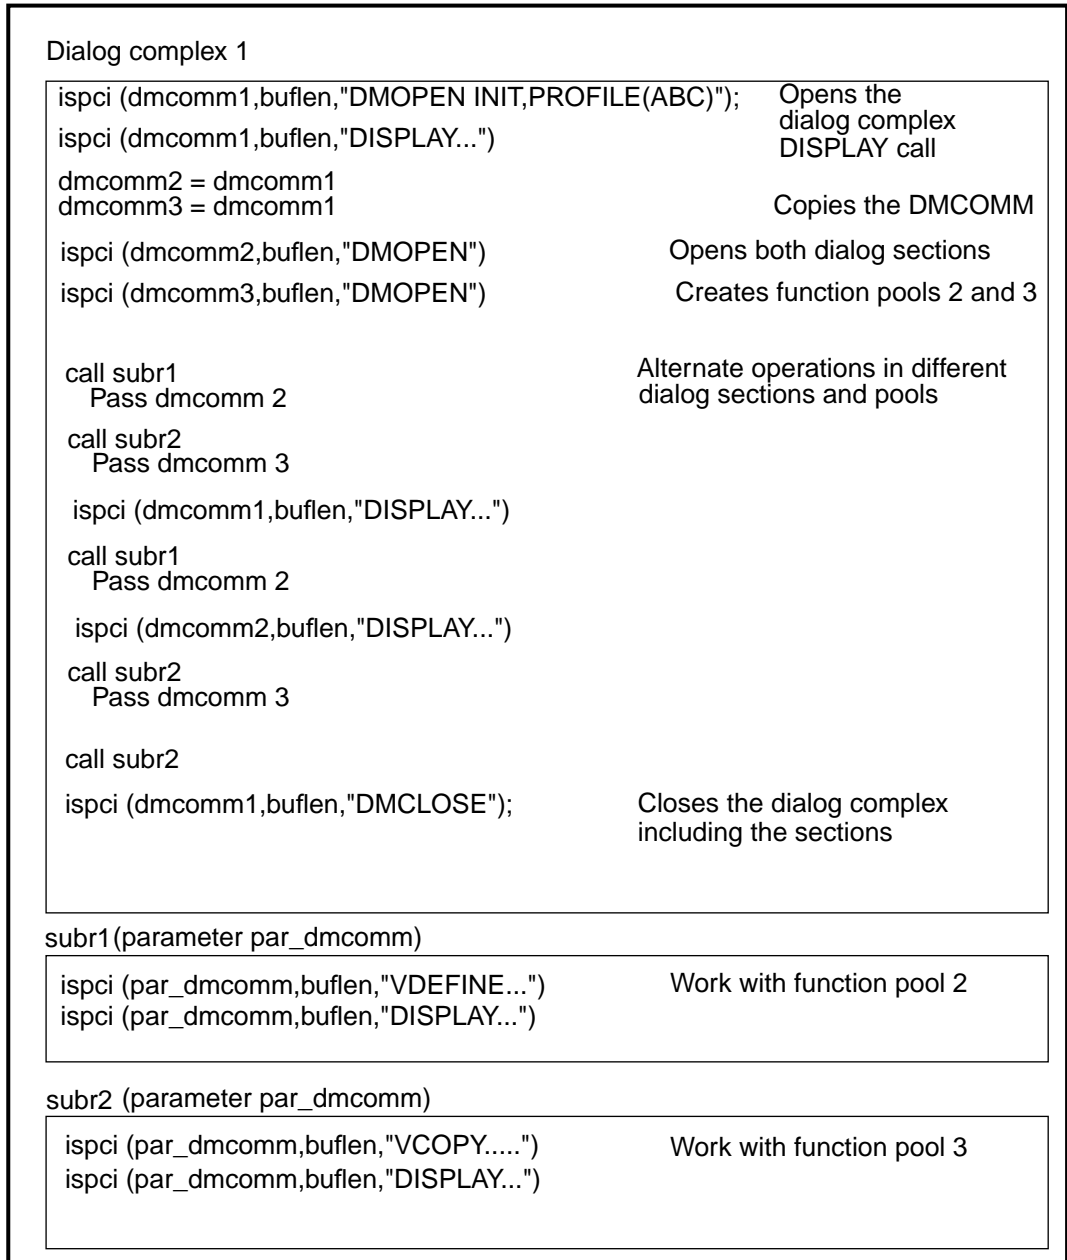 Dialog complex 1
ispci (dmcomm1,buflen,"DMOPEN INIT,PROFILE(ABC)"); Opens the
dialog complex
ispci (dmcomm1,buflen,"DISPLAY...") DISPLAY call
dmcomm2 = dmcomm1
dmcomm3 = dmcomm1 Copies the DMCOMM
ispci (dmcomm2,buflen,"DMOPEN") Opens both dialog sections
ispci (dmcomm3,buflen,"DMOPEN") Creates function pools 2 and 3
call subr1 Alternate operations in different
Pass dmcomm 2 dialog sections and pools
call subr2
Pass dmcomm 3
ispci (dmcomm1,buflen,"DISPLAY...")
call subr1
Pass dmcomm 2
ispci (dmcomm2,buflen,"DISPLAY...")
call subr2
Pass dmcomm 3
call subr2
ispci (dmcomm1,buflen,"DMCLOSE"); Closes the dialog complex
including the sections
subr1(parameter par_dmcomm)
ispci (par_dmcomm,buflen,"VDEFINE...") Work with function pool 2
ispci (par_dmcomm,buflen,"DISPLAY...")
subr2 (parameter par_dmcomm)
ispci (par_dmcomm,buflen,"VCOPY.....") Work with function pool 3
ispci (par_dmcomm,buflen,"DISPLAY...")